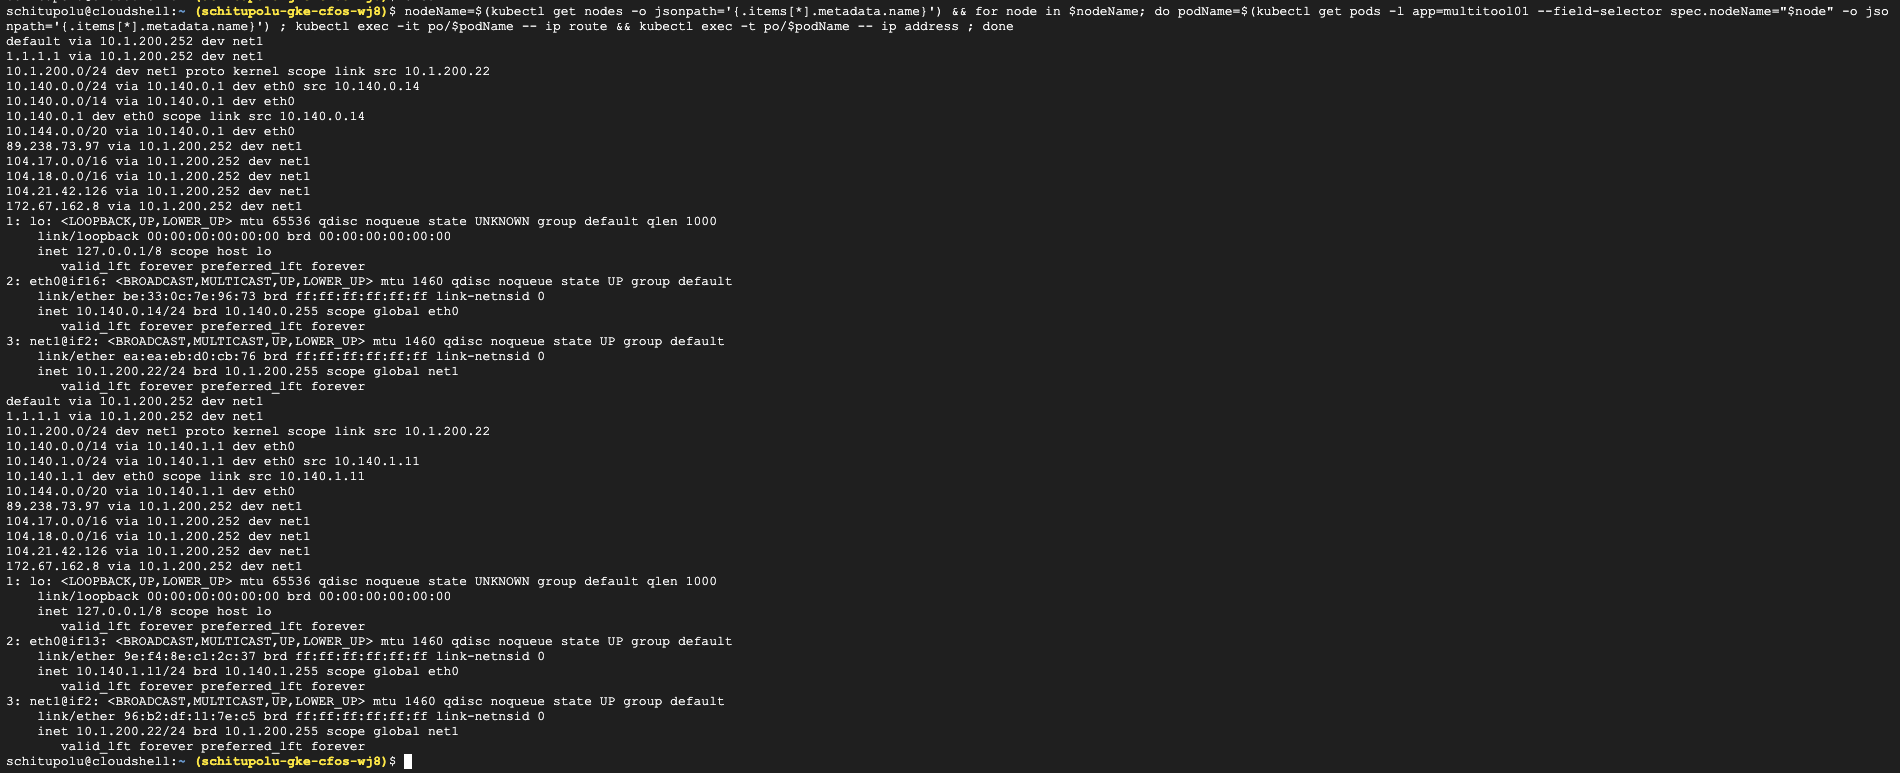 schitupolu@cloudshell:~ (schitupolu-gke-cfos-wj8)$ nodeName=$(kubectl get nodes -o jsonpath='{.items[*].metadata.name}') && for node in $nodeName; do podName=$(kubectl get pods -l app=multitool01 --field-selector spec.nodeName="$node" -o jso
npath='{.items[*].metadata.name}') ; kubectl exec -it po/$podName -- ip route && kubectl exec -t po/$podName -- ip address ; done
default via 10.1.200.252 dev net1
1.1.1.1 via 10.1.200.252 dev net1
10.1.200.0/24 dev net1 proto kernel scope link src 10.1.200.22
10.140.0.0/24 via 10.140.0.1 dev eth0 src 10.140.0.14
10.140.0.0/14 via 10.140.0.1 dev eth0
10.140.0.1 dev eth0 scope link src 10.140.0.14
10.144.0.0/20 via 10.140.0.1 dev eth0
89.238.73.97 via 10.1.200.252 dev net1
104.17.0.0/16 via 10.1.200.252 dev net1
104.18.0.0/16 via 10.1.200.252 dev net1
104.21.42.126 via 10.1.200.252 dev net1
172.67.162.8 via 10.1.200.252 dev net1
1: lo: <LOOPBACK,UP,LOWER_UP> mtu 65536 qdisc noqueue state UNKNOWN group default qlen 1000
    link/loopback 00:00:00:00:00:00 brd 00:00:00:00:00:00
    inet 127.0.0.1/8 scope host lo
       valid_lft forever preferred_lft forever
2: eth0@if16: <BROADCAST,MULTICAST,UP,LOWER_UP> mtu 1460 qdisc noqueue state UP group default
    link/ether be:33:0c:7e:96:73 brd ff:ff:ff:ff:ff:ff link-netnsid 0
    inet 10.140.0.14/24 brd 10.140.0.255 scope global eth0
       valid_lft forever preferred_lft forever
3: net1@if2: <BROADCAST,MULTICAST,UP,LOWER_UP> mtu 1460 qdisc noqueue state UP group default
    link/ether ea:ea:eb:d0:cb:76 brd ff:ff:ff:ff:ff:ff link-netnsid 0
    inet 10.1.200.22/24 brd 10.1.200.255 scope global net1
       valid_lft forever preferred_lft forever
default via 10.1.200.252 dev net1
1.1.1.1 via 10.1.200.252 dev net1
10.1.200.0/24 dev net1 proto kernel scope link src 10.1.200.22
10.140.0.0/14 via 10.140.1.1 dev eth0
10.140.1.0/24 via 10.140.1.1 dev eth0 src 10.140.1.11
10.140.1.1 dev eth0 scope link src 10.140.1.11
10.144.0.0/20 via 10.140.1.1 dev eth0
89.238.73.97 via 10.1.200.252 dev net1
104.17.0.0/16 via 10.1.200.252 dev net1
104.18.0.0/16 via 10.1.200.252 dev net1
104.21.42.126 via 10.1.200.252 dev net1
172.67.162.8 via 10.1.200.252 dev net1
1: lo: <LOOPBACK,UP,LOWER_UP> mtu 65536 qdisc noqueue state UNKNOWN group default qlen 1000
    link/loopback 00:00:00:00:00:00 brd 00:00:00:00:00:00
    inet 127.0.0.1/8 scope host lo
       valid_lft forever preferred_lft forever
2: eth0@if13: <BROADCAST,MULTICAST,UP,LOWER_UP> mtu 1460 qdisc noqueue state UP group default
    link/ether 9e:f4:8e:c1:2c:37 brd ff:ff:ff:ff:ff:ff link-netnsid 0
    inet 10.140.1.11/24 brd 10.140.1.255 scope global eth0
       valid_lft forever preferred_lft forever
3: net1@if2: <BROADCAST,MULTICAST,UP,LOWER_UP> mtu 1460 qdisc noqueue state UP group default
    link/ether 96:b2:df:11:7e:c5 brd ff:ff:ff:ff:ff:ff link-netnsid 0
    inet 10.1.200.22/24 brd 10.1.200.255 scope global net1
       valid_lft forever preferred_lft forever
schitupolu@cloudshell:~ (schitupolu-gke-cfos-wj8)$